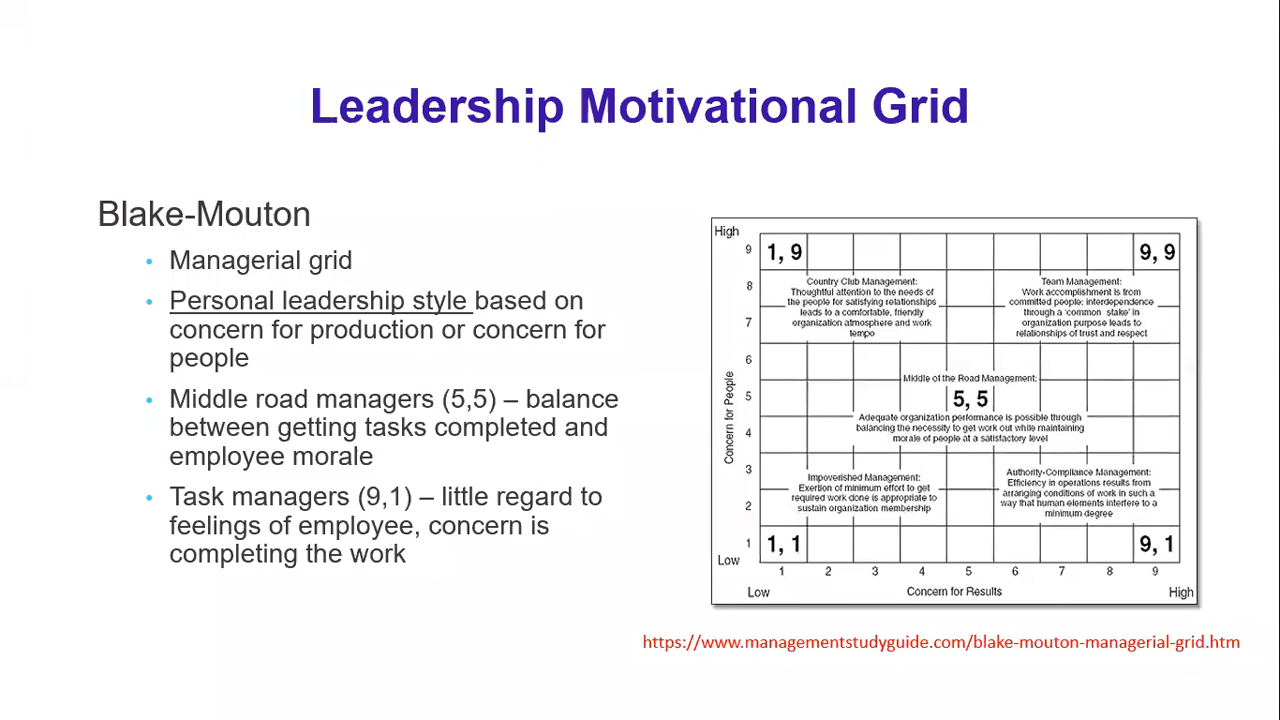 Leadership Motivational Grid
Blake-Mouton
• Managerial grid
• Personal leadership style based on
concern for production or concern for
people
• Middle road managers (5,5) – balance
between getting tasks completed and
employee morale
• Task managers (9,1) – little regard to
feelings of employee, concern is
completing the work
High
9
8
7
6
5
4
3
2
1
Low
Concern for People
1, 9
9, 9
Country Club Management:
Thoughtful attention to the needs of
the people for satisfying relationships
leads to a comfortable, friendly
organization atmosphere and work
tempo
Team Management:
Work accomplishment is from
committed people; interdependence
through a 'common stake' in
organization purpose leads to
relationships of trust and respect
Middle of the Road Management:
5, 5
Adequate organization performance is possible through
balancing the necessity to get work out while maintaining
morale of people at a satisfactory level
Impoverished Management:
Exertion of minimum effort to get
required work done is appropriate to
sustain organization membership
Authority-Compliance Management:
Efficiency in operations results from
arranging conditions of work in such a
way that human elements interfere to a
minimum degree
1, 1
9, 1
1 2 3 4 5 6 7 8 9
Low Concern for Results High
https://www.managementstudyguide.com/blake-mouton-managerial-grid.htm